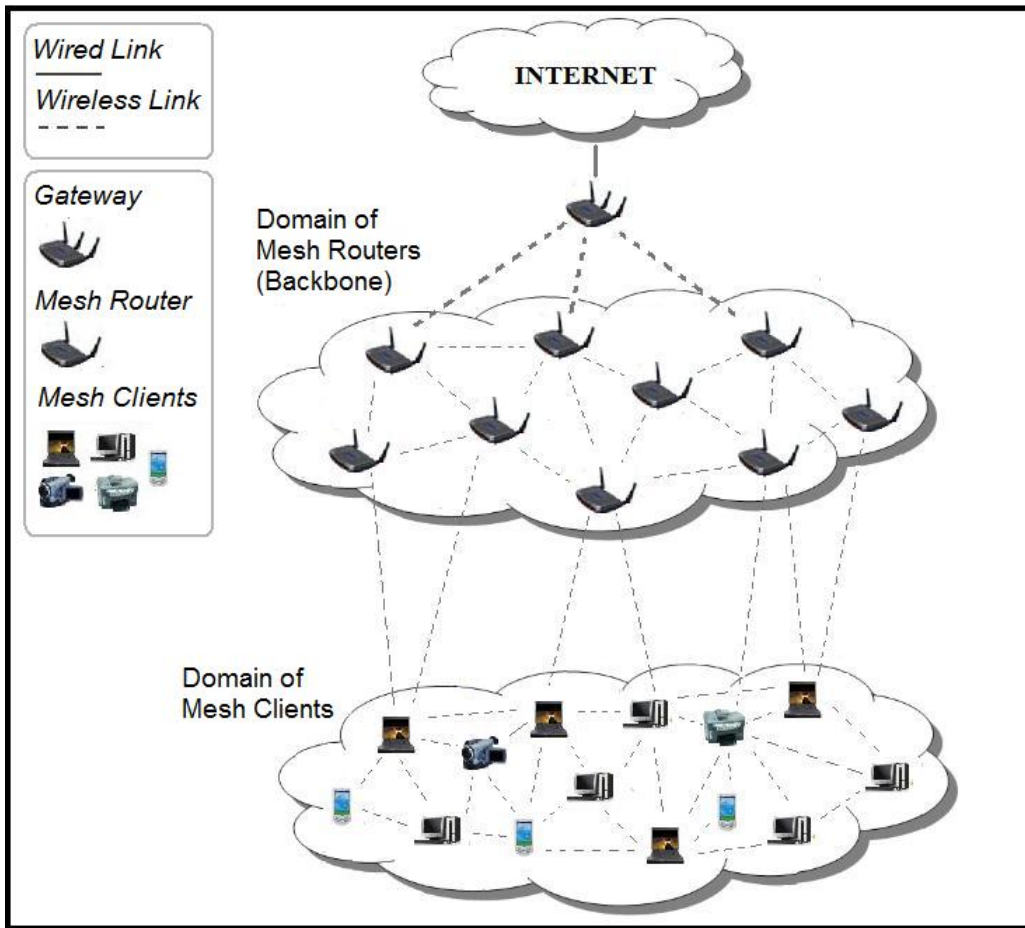 Wired Link
Wireless Link
Gateway
Mesh Router
Mesh Clients
INTERNET
Domain of
Mesh Routers
(Backbone)
Domain of
Mesh Clients